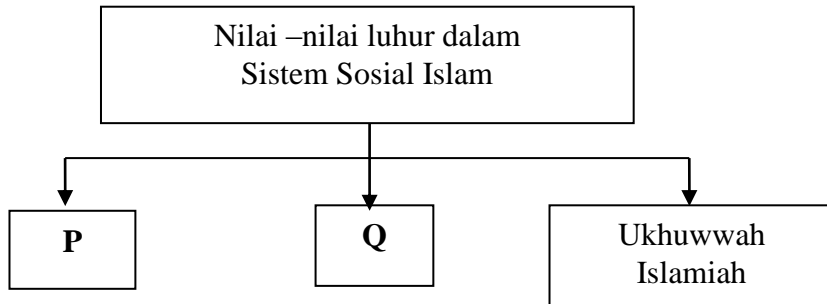 Nilai –nilai luhur dalam
Sistem Sosial Islam
P
Q
Ukhuwwah
Islamiah